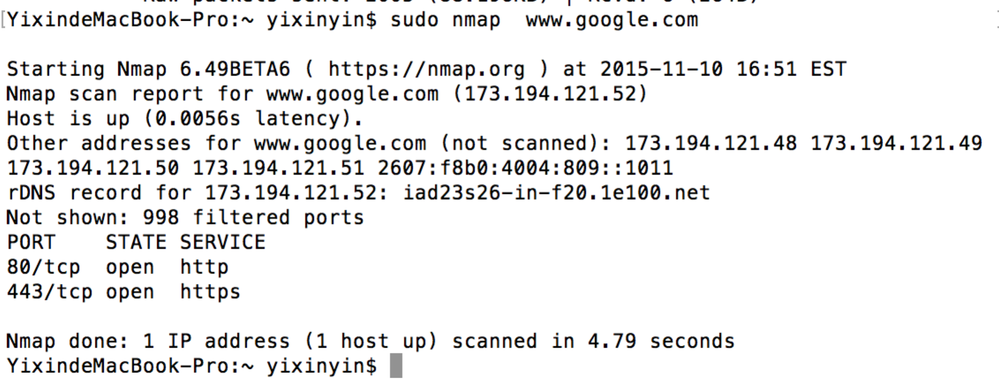 YixindeMacBook-Pro:~ yixinyin$ sudo nmap  www.google.com
Starting Nmap 6.49BETA6 ( https://nmap.org ) at 2015-11-10 16:51 EST
Nmap scan report for www.google.com (173.194.121.52)
Host is up (0.0056s latency).
Other addresses for www.google.com (not scanned): 173.194.121.48 173.194.121.49
173.194.121.50 173.194.121.51 2607:f8b0:4004:809::1011
rDNS record for 173.194.121.52: iad23s26-in-f20.1e100.net
Not shown: 998 filtered ports
PORT    STATE SERVICE
80/tcp  open  http
443/tcp open  https
Nmap done: 1 IP address (1 host up) scanned in 4.79 seconds
YixindeMacBook-Pro:~ yixinyin$